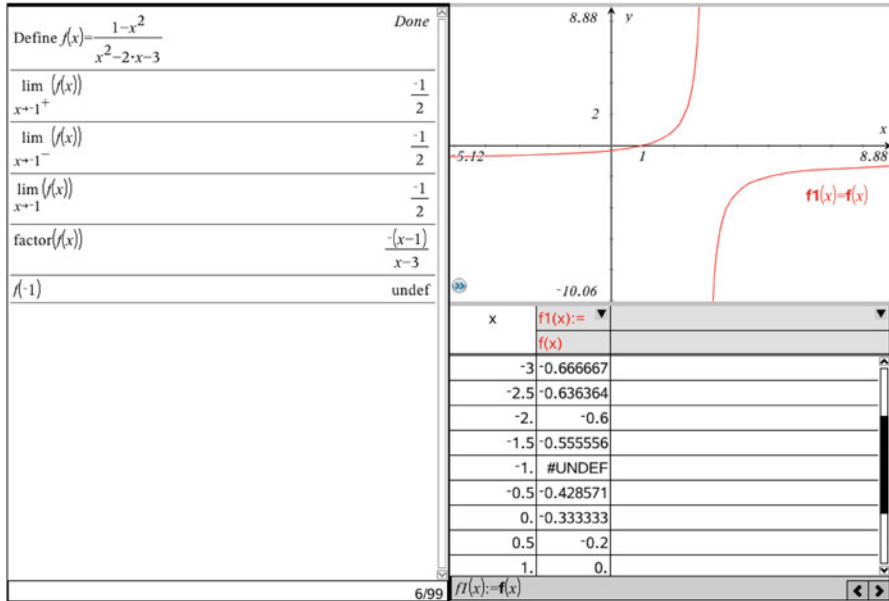 Define f(x)=(1-x²)/(x²-2·x-3) Done
lim (f(x)) x→-1⁺ -1/2
lim (f(x)) x→-1⁻ -1/2
lim(f(x)) x→-1 -1/2
factor(f(x)) -(x-1)/(x-3)
f(-1) undef
6/99
8.88 y
2
x
-5.12 1 8.88
f1(x)=f(x)
-10.06
x f1(x):=
f(x)
-3 -0.666667
-2.5 -0.636364
-2. -0.6
-1.5 -0.555556
-1. #UNDEF
-0.5 -0.428571
0. -0.333333
0.5 -0.2
1. 0.
f1(x):=f(x)